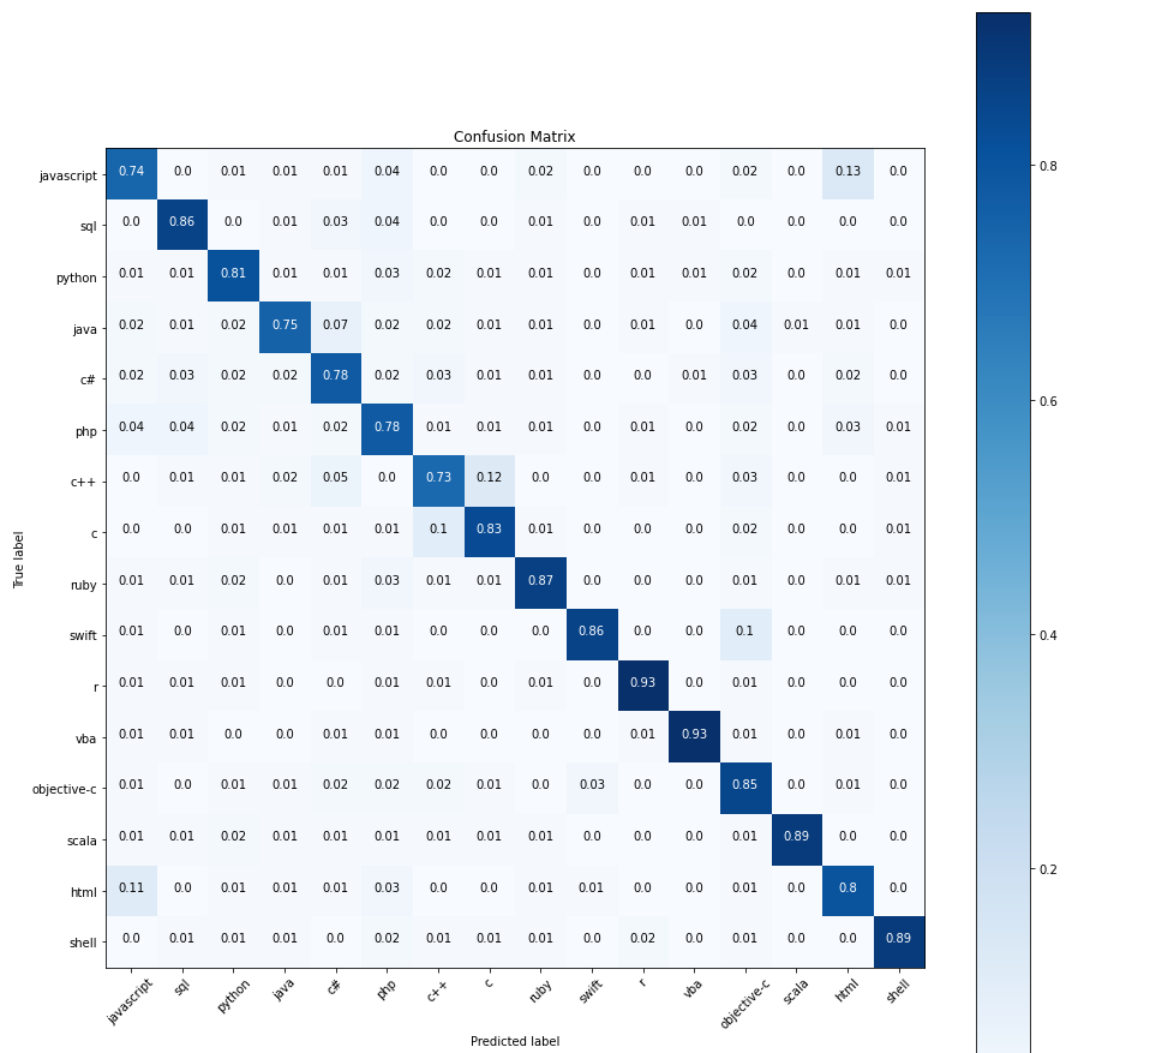 Confusion Matrix
javascript 0.74 0.0 0.01 0.01 0.01 0.04 0.0 0.0 0.02 0.0 0.0 0.0 0.02 0.0 0.13 0.0
sql 0.0 0.86 0.0 0.01 0.03 0.04 0.0 0.0 0.01 0.0 0.01 0.01 0.0 0.0 0.0 0.0
python 0.01 0.01 0.81 0.01 0.01 0.03 0.02 0.01 0.01 0.0 0.01 0.01 0.02 0.0 0.01 0.01
java 0.02 0.01 0.02 0.75 0.07 0.02 0.02 0.01 0.01 0.0 0.01 0.0 0.04 0.01 0.01 0.0
c# 0.02 0.03 0.02 0.02 0.78 0.02 0.03 0.01 0.01 0.0 0.0 0.01 0.03 0.0 0.02 0.0
php 0.04 0.04 0.02 0.01 0.02 0.78 0.01 0.01 0.01 0.0 0.01 0.0 0.02 0.0 0.03 0.01
c++ 0.0 0.01 0.01 0.02 0.05 0.0 0.73 0.12 0.0 0.0 0.01 0.0 0.03 0.0 0.0 0.01
c 0.0 0.0 0.01 0.01 0.01 0.01 0.1 0.83 0.01 0.0 0.0 0.0 0.02 0.0 0.0 0.01
ruby 0.01 0.01 0.02 0.0 0.01 0.03 0.01 0.01 0.87 0.0 0.0 0.0 0.01 0.0 0.01 0.01
swift 0.01 0.0 0.01 0.0 0.01 0.01 0.0 0.0 0.0 0.86 0.0 0.0 0.1 0.0 0.0 0.0
r 0.01 0.01 0.01 0.0 0.0 0.01 0.01 0.0 0.01 0.0 0.93 0.0 0.01 0.0 0.0 0.0
vba 0.01 0.01 0.0 0.0 0.01 0.01 0.0 0.0 0.0 0.0 0.01 0.93 0.01 0.0 0.01 0.0
objective-c 0.01 0.0 0.01 0.01 0.02 0.02 0.02 0.01 0.0 0.03 0.0 0.0 0.85 0.0 0.01 0.0
scala 0.01 0.01 0.02 0.01 0.01 0.01 0.01 0.01 0.01 0.0 0.0 0.0 0.01 0.89 0.0 0.0
html 0.11 0.0 0.01 0.01 0.01 0.03 0.0 0.0 0.01 0.01 0.0 0.0 0.01 0.0 0.8 0.0
shell 0.0 0.01 0.01 0.01 0.0 0.02 0.01 0.01 0.01 0.0 0.02 0.0 0.01 0.0 0.0 0.89
javascript sql python java c# php c++ c ruby swift r vba objective-c scala html shell
Predicted label
True label
0.8
0.6
0.4
0.2